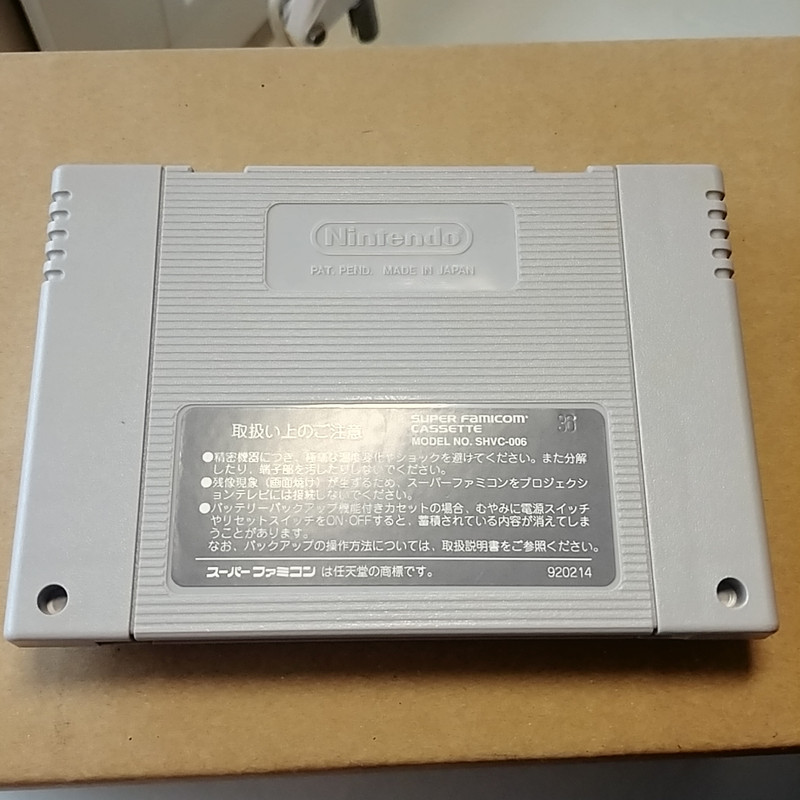 Nintendo
PAT. PEND. MADE IN JAPAN
取扱い上のご注意
SUPER FAMICOM
CASSETTE
MODEL NO. SHVC-006
●精密機器につき、極端な温度変化やショックを避けてください。また分解
したり、端子部を汚したりしないでください。
●残像現象(画面焼け)が生ずるため、スーパーファミコンをプロジェクシ
ョンテレビには接続しないでください。
●バッテリーバックアップ機能付きカセットの場合、むやみに電源スイッチ
やリセットスイッチをON・OFFすると、蓄積されている内容が消えてしま
うことがあります。
なお、バックアップの操作方法については、取扱説明書をご参照ください。
スーパーファミコン は任天堂の商標です。
920214